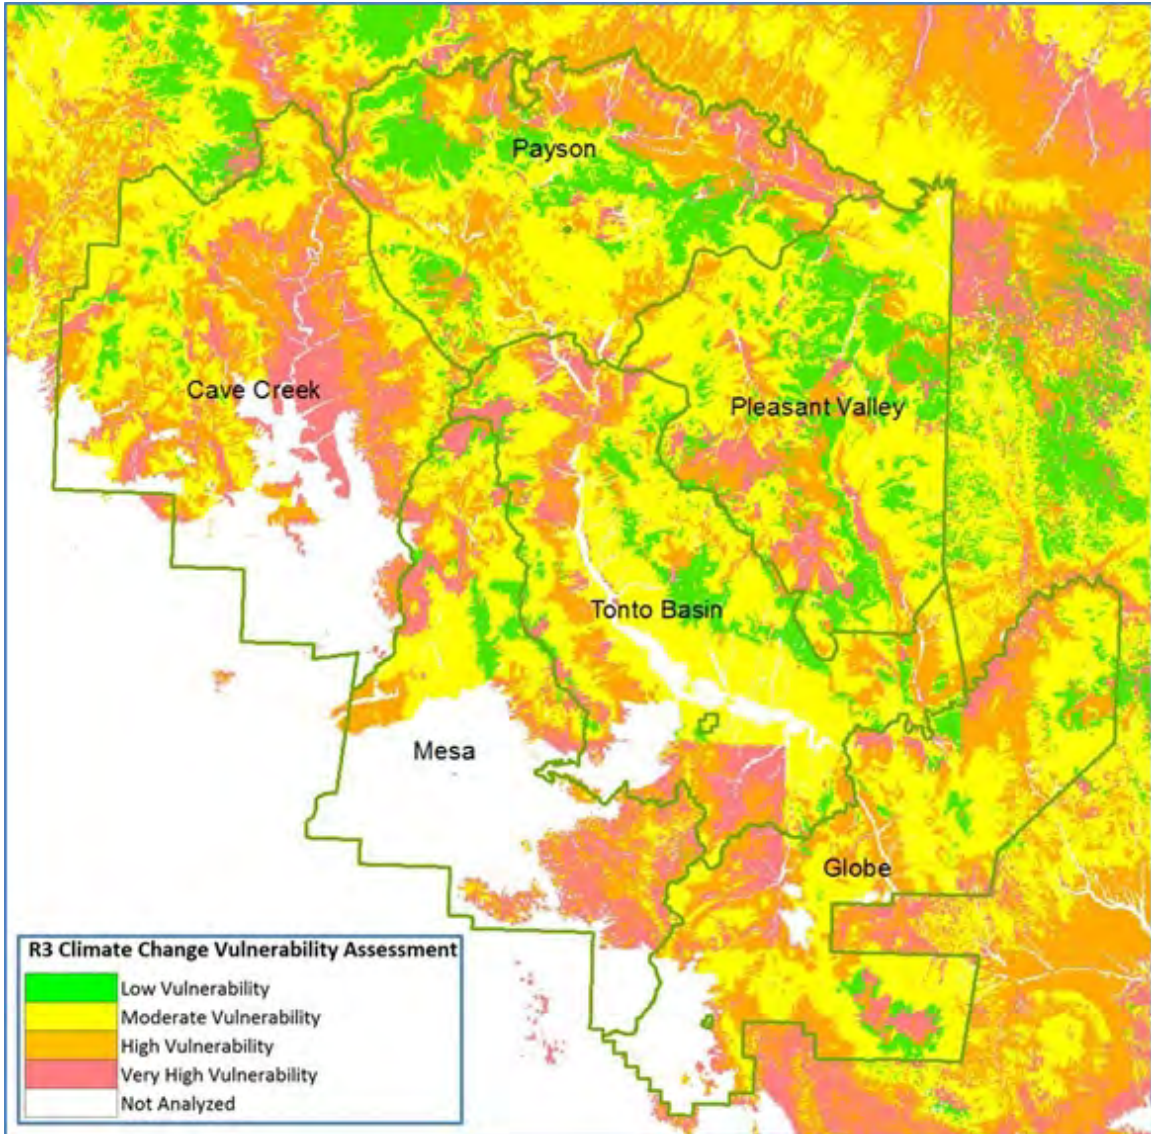 Payson
Cave Creek
Pleasant Valley
Tonto Basin
Mesa
Globe
R3 Climate Change Vulnerability Assessment
Low Vulnerability
Moderate Vulnerability
High Vulnerability
Very High Vulnerability
Not Analyzed